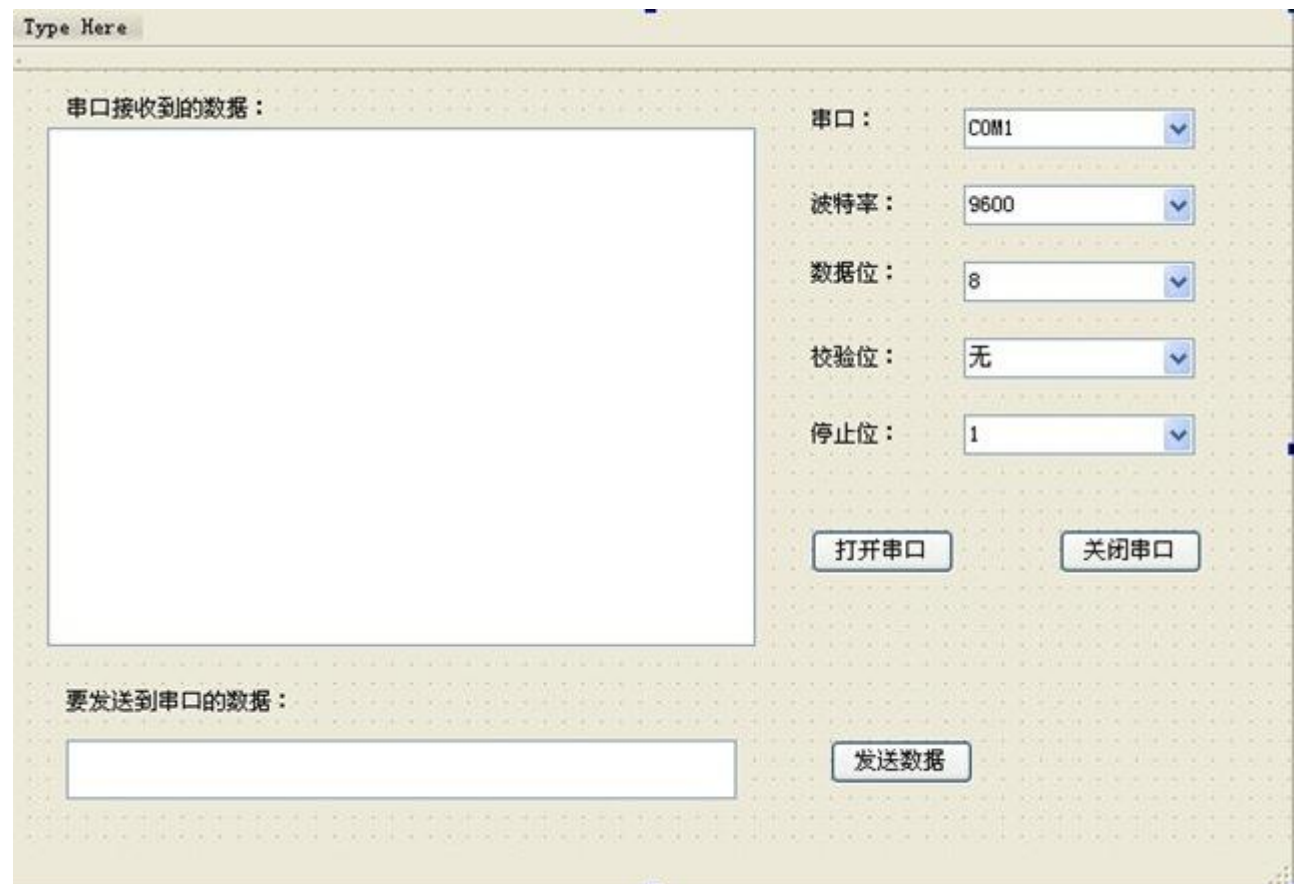 Type Here
串口接收到的数据：
串口： COM1
波特率： 9600
数据位： 8
校验位： 无
停止位： 1
打开串口 关闭串口
要发送到串口的数据：
发送数据